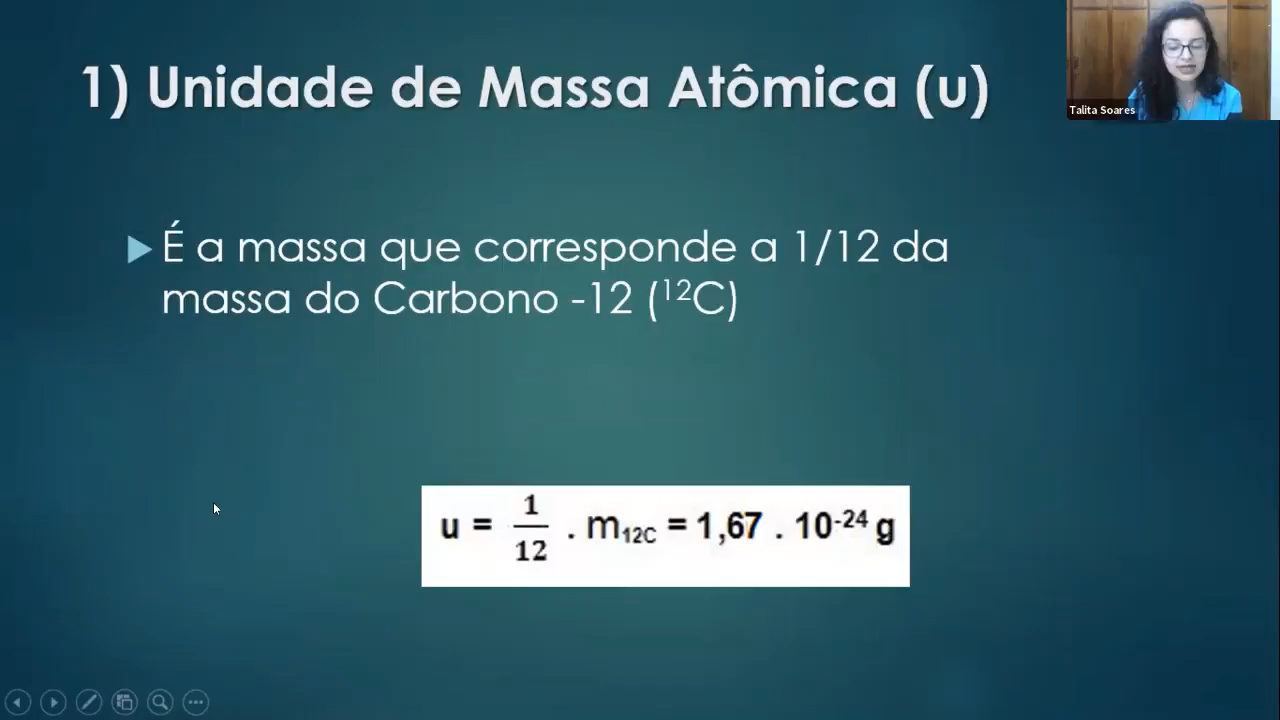 1) Unidade de Massa Atômica (u)
Talita Soares
É a massa que corresponde a 1/12 da
massa do Carbono -12 (¹²C)
u = 1/12 . m₁₂C = 1,67 . 10⁻²⁴ g